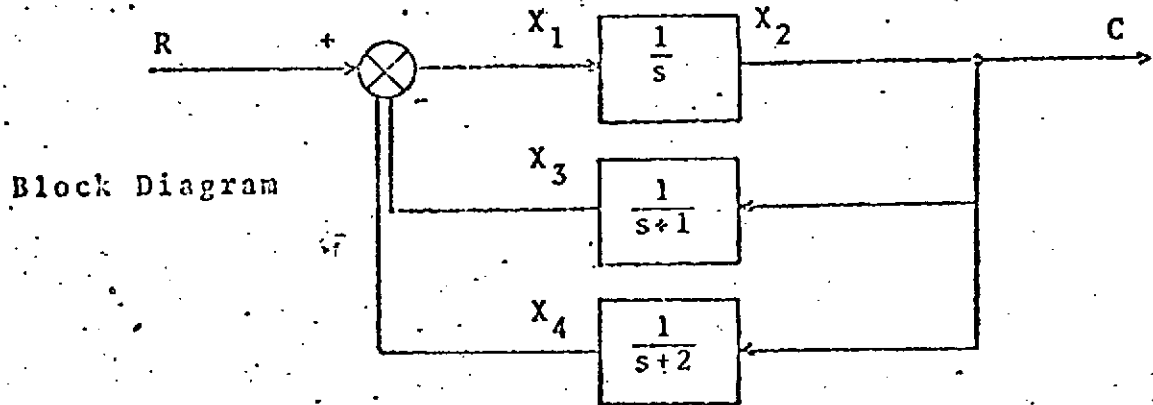 R + X₁ 1/s X₂ C
-
Block Diagram
X₃ 1/(s+1)
X₄ 1/(s+2)